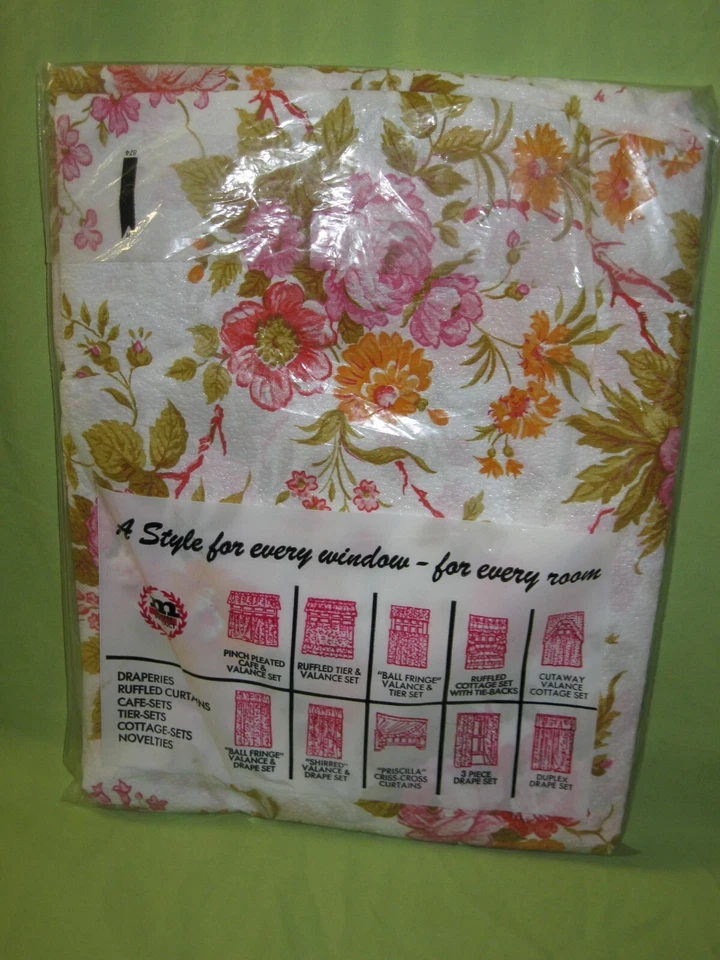 674
A Style for every window - for every room
m
PINCH PLEATED
CAFE &
VALANCE SET
RUFFLED TIER &
VALANCE SET
"BALL FRINGE"
VALANCE &
TIER SET
RUFFLED
COTTAGE SET
WITH TIE-BACKS
CUTAWAY
VALANCE
COTTAGE SET
DRAPERIES
RUFFLED CURTAINS
CAFE-SETS
TIER-SETS
COTTAGE-SETS
NOVELTIES
"BALL FRINGE"
VALANCE &
DRAPE SET
"SHIRRED"
VALANCE &
DRAPE SET
"PRISCILLA"
CRISS-CROSS
CURTAINS
3 PIECE
DRAPE SET
DUPLEX
DRAPE SET